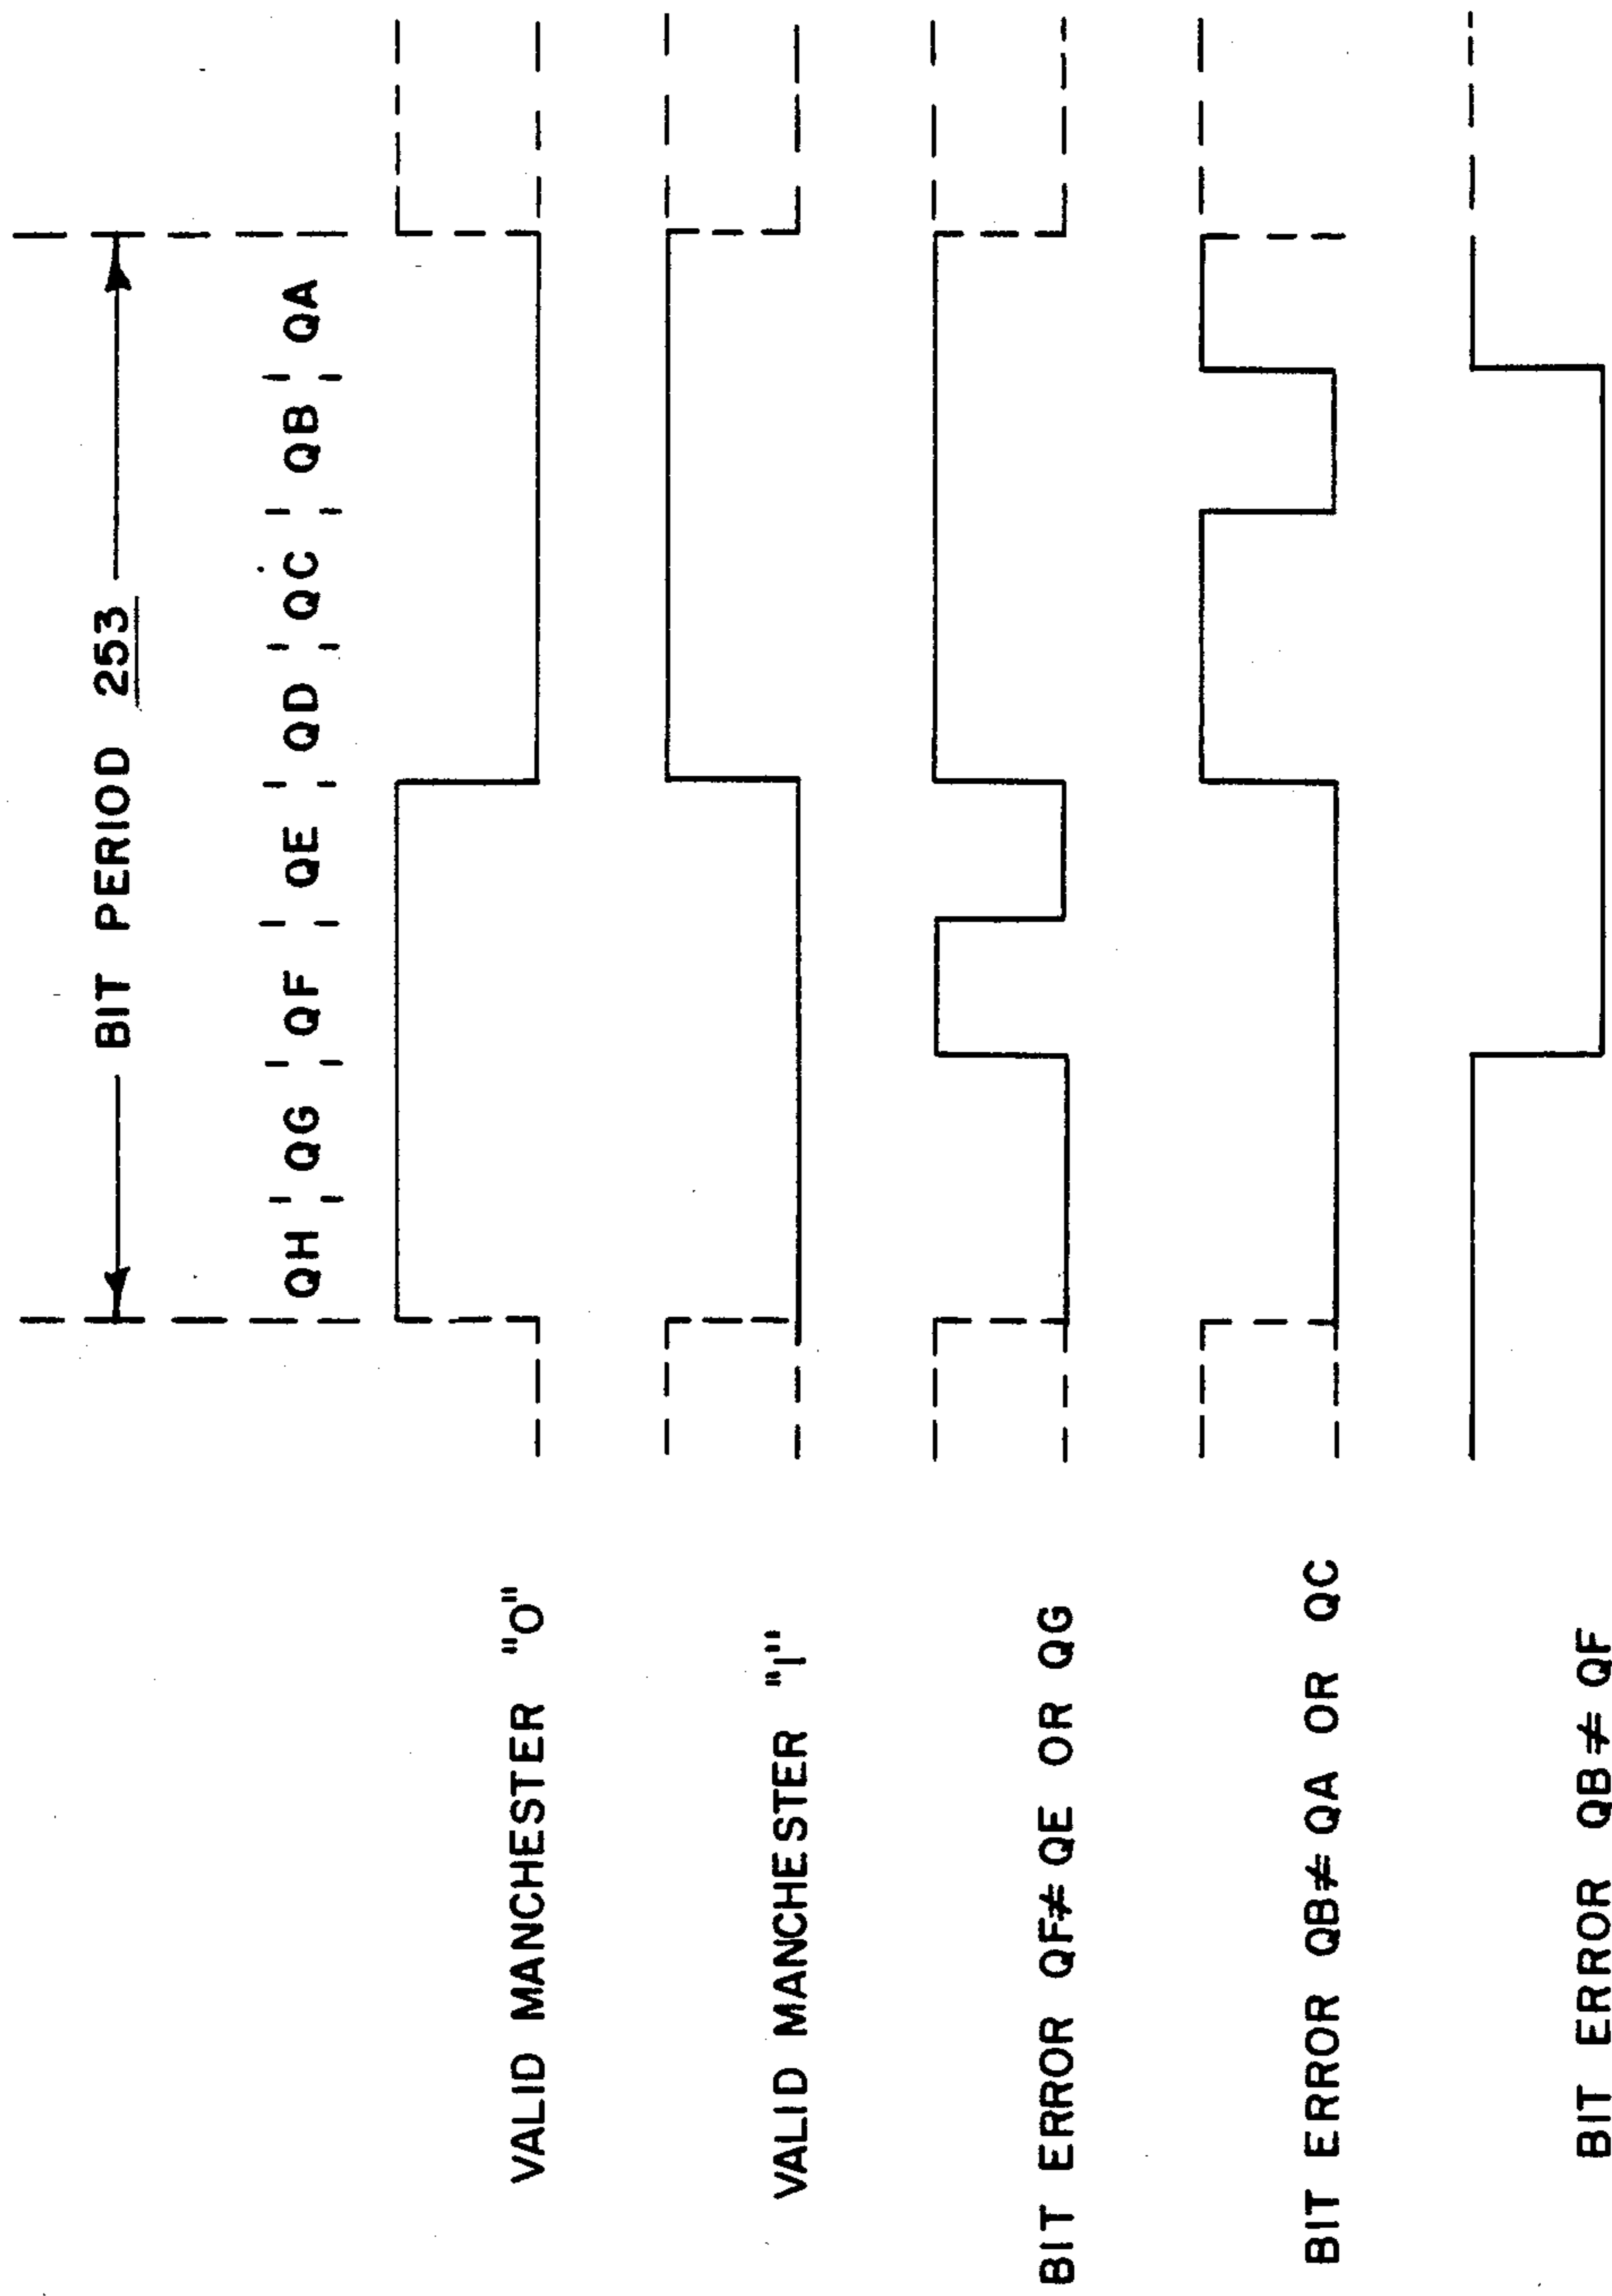 BIT PERIOD 253
QH QG QF QE QD QC QB QA
VALID MANCHESTER "0"
VALID MANCHESTER "1"
BIT ERROR QF≠QE OR QG
BIT ERROR QB≠QA OR QC
BIT ERROR QB≠QF